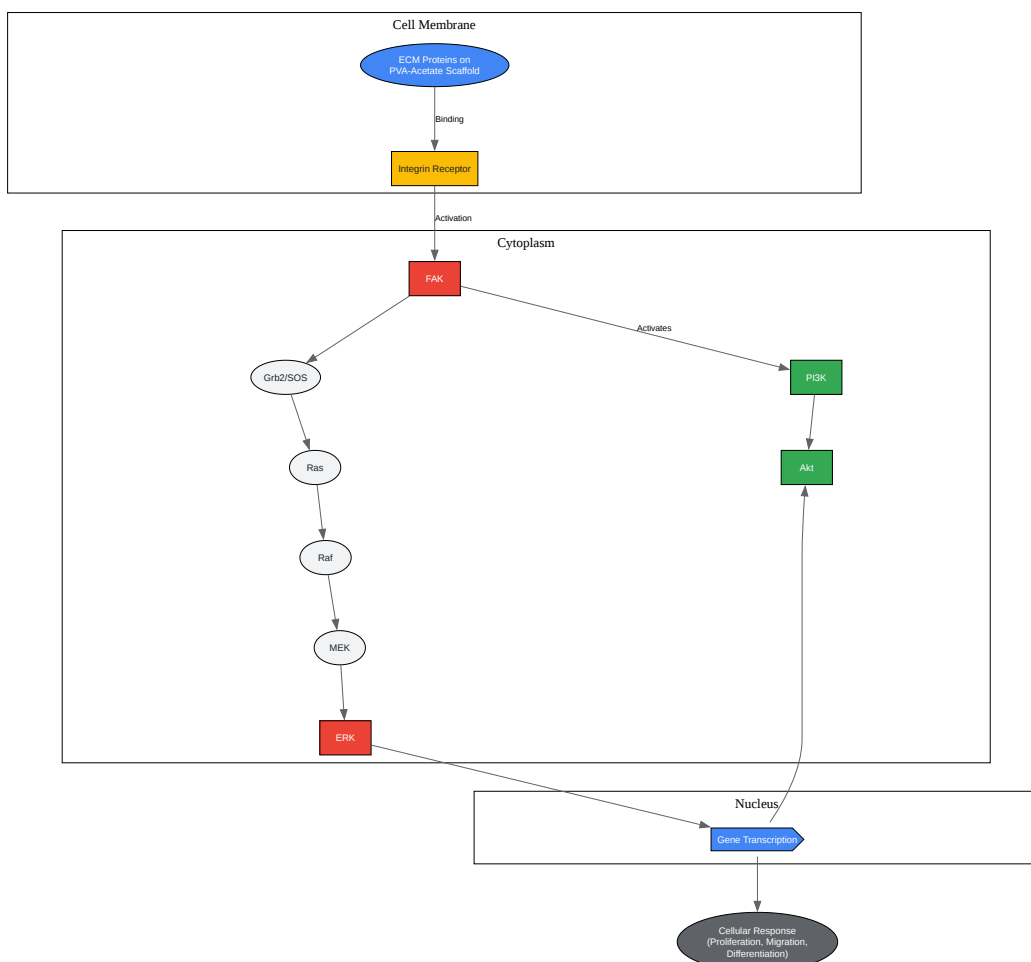 Cell Membrane
ECM Proteins on
PVA-Acetate Scaffold
Binding
Integrin Receptor
Activation
Cytoplasm
FAK
Activates
Grb2/SOS
PI3K
Ras
Akt
Raf
MEK
ERK
Nucleus
Gene Transcription
Cellular Response
(Proliferation, Migration,
Differentiation)